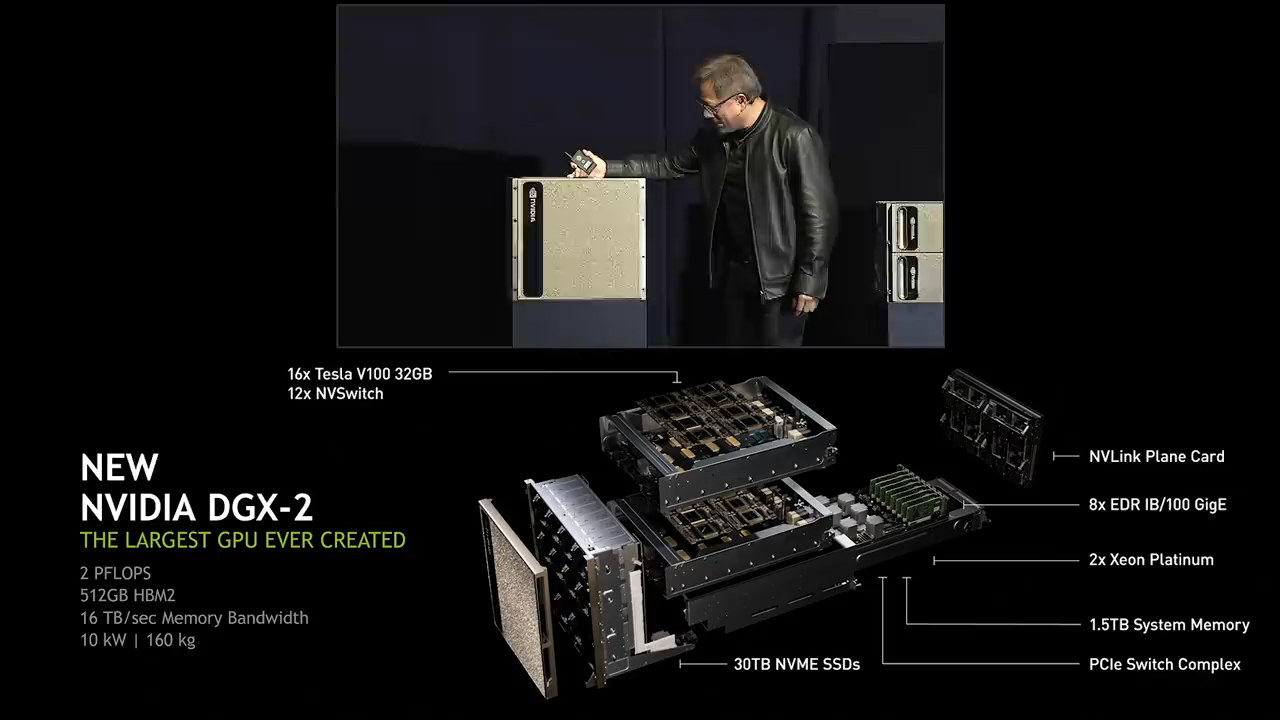 NVIDIA
16x Tesla V100 32GB
12x NVSwitch
NEW
NVIDIA DGX-2
THE LARGEST GPU EVER CREATED
2 PFLOPS
512GB HBM2
16 TB/sec Memory Bandwidth
10 kW | 160 kg
NVLink Plane Card
8x EDR IB/100 GigE
2x Xeon Platinum
1.5TB System Memory
PCIe Switch Complex
30TB NVME SSDs